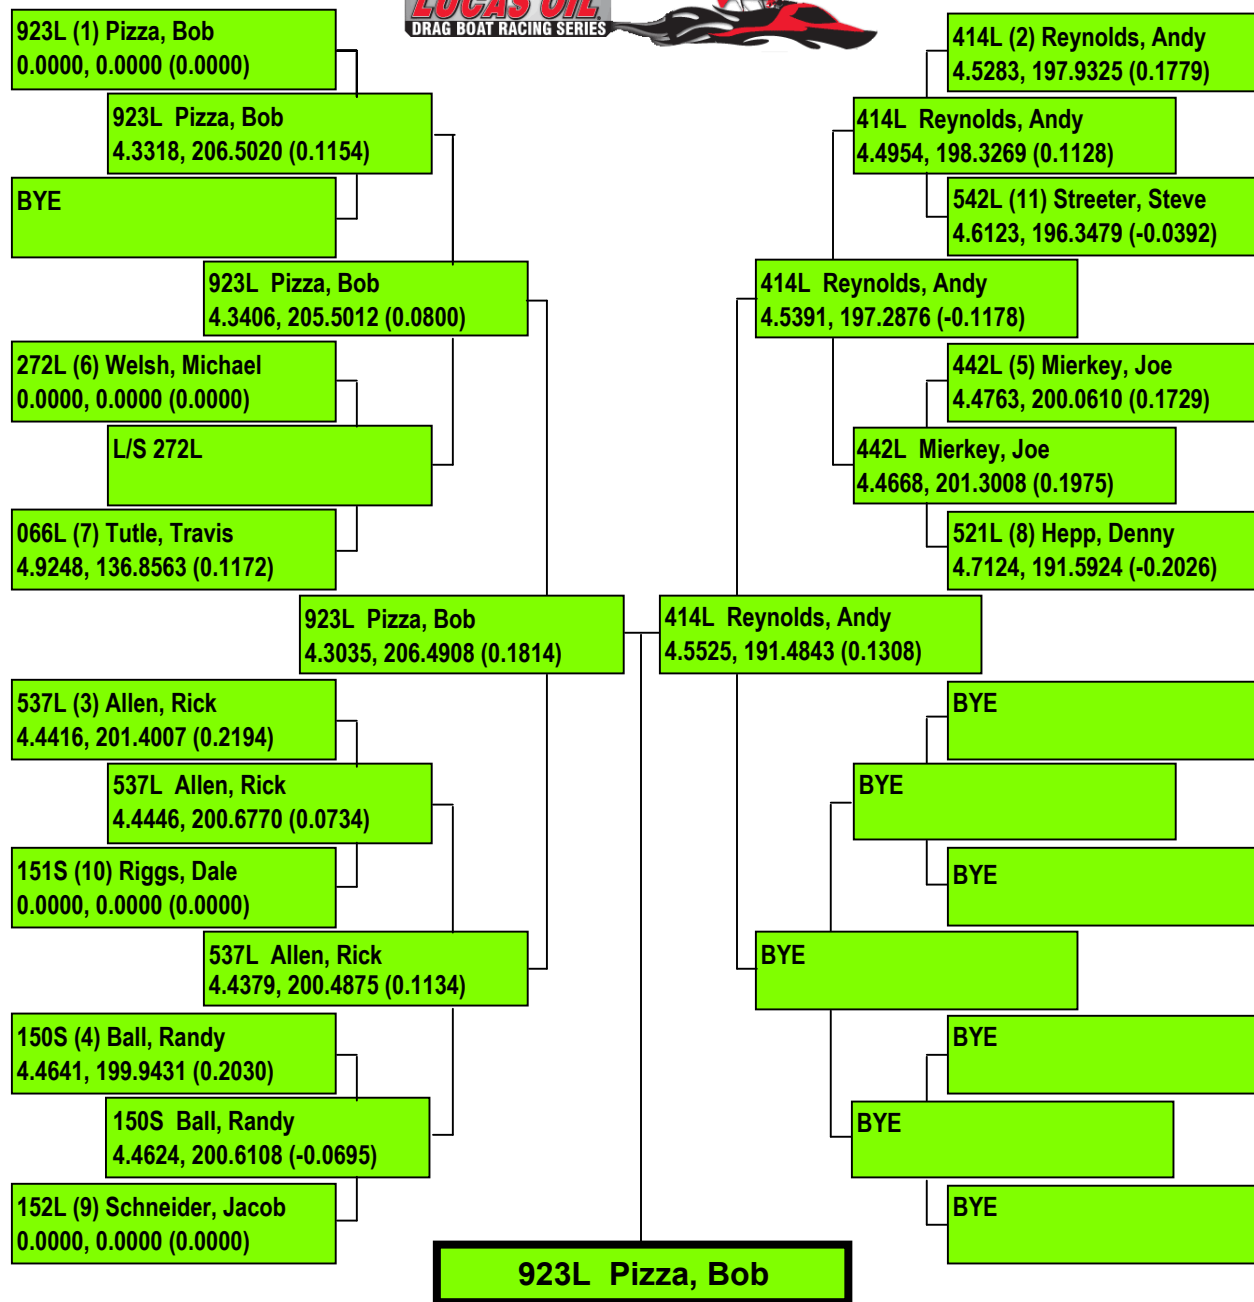 LUCAS OIL
DRAG BOAT RACING SERIES
923L (1) Pizza, Bob
0.0000, 0.0000 (0.0000)
923L  Pizza, Bob
4.3318, 206.5020 (0.1154)
BYE
923L  Pizza, Bob
4.3406, 205.5012 (0.0800)
272L (6) Welsh, Michael
0.0000, 0.0000 (0.0000)
L/S 272L
066L (7) Tutle, Travis
4.9248, 136.8563 (0.1172)
923L  Pizza, Bob
4.3035, 206.4908 (0.1814)
537L (3) Allen, Rick
4.4416, 201.4007 (0.2194)
537L  Allen, Rick
4.4446, 200.6770 (0.0734)
151S (10) Riggs, Dale
0.0000, 0.0000 (0.0000)
537L  Allen, Rick
4.4379, 200.4875 (0.1134)
150S (4) Ball, Randy
4.4641, 199.9431 (0.2030)
150S  Ball, Randy
4.4624, 200.6108 (-0.0695)
152L (9) Schneider, Jacob
0.0000, 0.0000 (0.0000)
414L (2) Reynolds, Andy
4.5283, 197.9325 (0.1779)
414L  Reynolds, Andy
4.4954, 198.3269 (0.1128)
542L (11) Streeter, Steve
4.6123, 196.3479 (-0.0392)
414L  Reynolds, Andy
4.5391, 197.2876 (-0.1178)
442L (5) Mierkey, Joe
4.4763, 200.0610 (0.1729)
442L  Mierkey, Joe
4.4668, 201.3008 (0.1975)
521L (8) Hepp, Denny
4.7124, 191.5924 (-0.2026)
414L  Reynolds, Andy
4.5525, 191.4843 (0.1308)
BYE
BYE
BYE
BYE
BYE
BYE
BYE
923L  Pizza, Bob